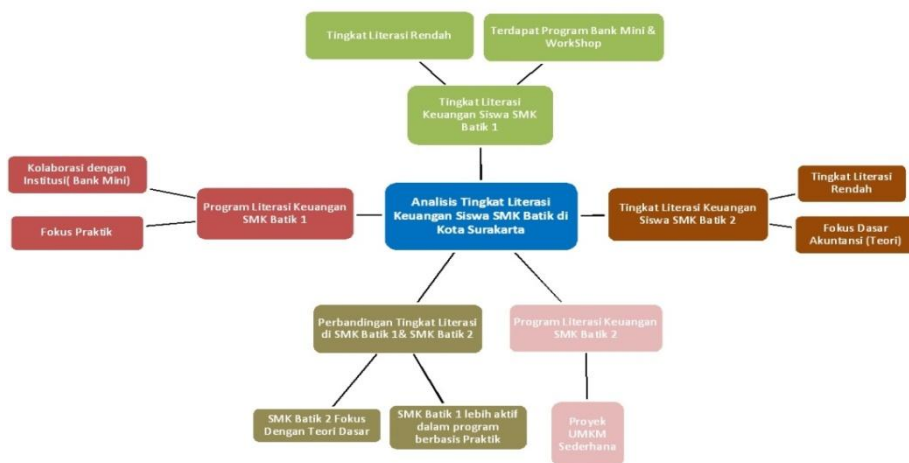 Tingkat Literasi Rendah
Terdapat Program Bank Mini &
WorkShop
Tingkat Literasi
Keuangan Siswa SMK
Batik 1
Kolaborasi dengan
Institusi( Bank Mini)
Fokus Praktik
Program Literasi Keuangan
SMK Batik 1
Analisis Tingkat Literasi
Keuangan Siswa SMK Batik di
Kota Surakarta
Tingkat Literasi Keuangan
Siswa SMK Batik 2
Tingkat Literasi
Rendah
Fokus Dasar
Akuntansi (Teori)
Perbandingan Tingkat Literasi
di SMK Batik 1& SMK Batik 2
Program Literasi Keuangan
SMK Batik 2
SMK Batik 2 Fokus
Dengan Teori Dasar
SMK Batik 1 lebih aktif
dalam program
berbasis Praktik
Proyek
UMKM
Sederhana